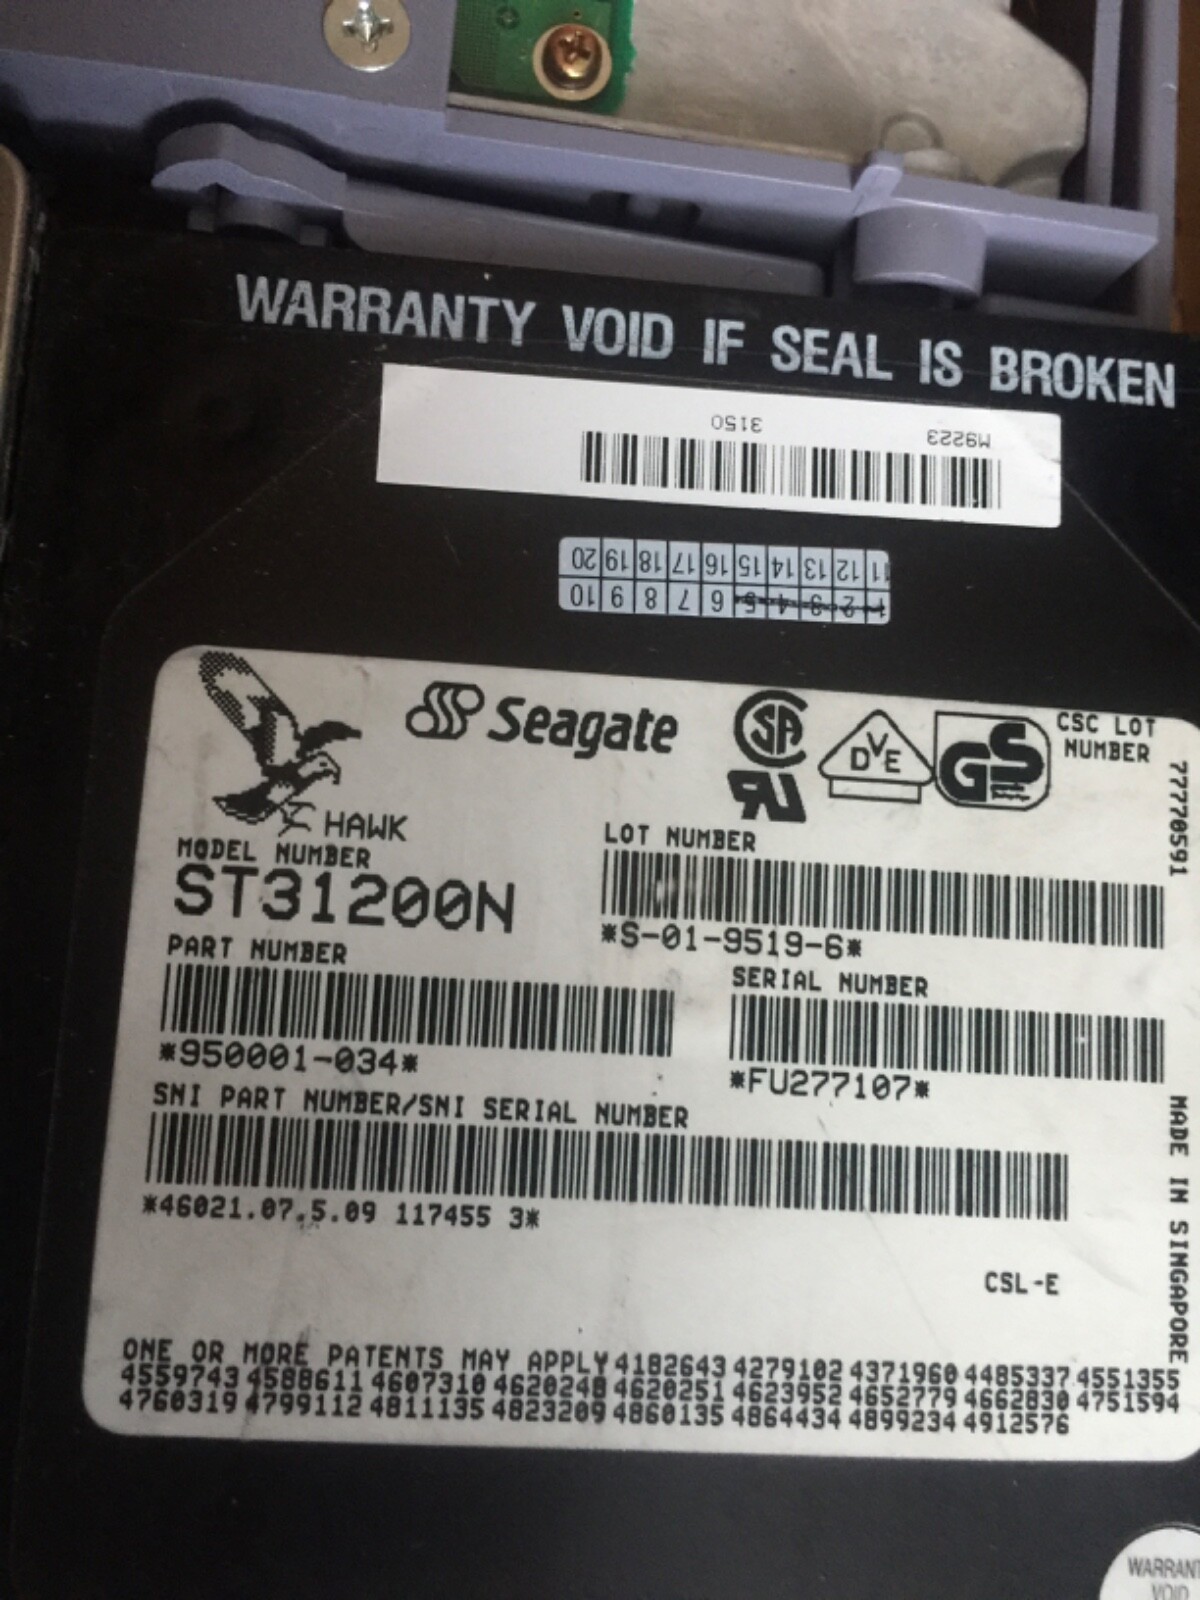 WARRANTY VOID IF SEAL IS BROKEN
M9223 3150
1 2 3 4 5 6 7 8 9 10
11 12 13 14 15 16 17 18 19 20
HAWK
Seagate
SA
VDE
GS
CSC LOT
NUMBER
77770591
MODEL NUMBER
ST31200N
LOT NUMBER
*S-01-9519-6*
PART NUMBER
*950001-034*
SERIAL NUMBER
*FU277107*
SNI PART NUMBER/SNI SERIAL NUMBER
*46021.07.5.09 117455 3*
MADE IN SINGAPORE
CSL-E
ONE OR MORE PATENTS MAY APPLY 4182643 4279102 4371960 4485337 4551355
4559743 4588611 4607310 4620248 4620251 4623952 4652779 4662830 4751594
4760319 4799112 4811135 4823209 4860135 4864434 4899234 4912576
VOID